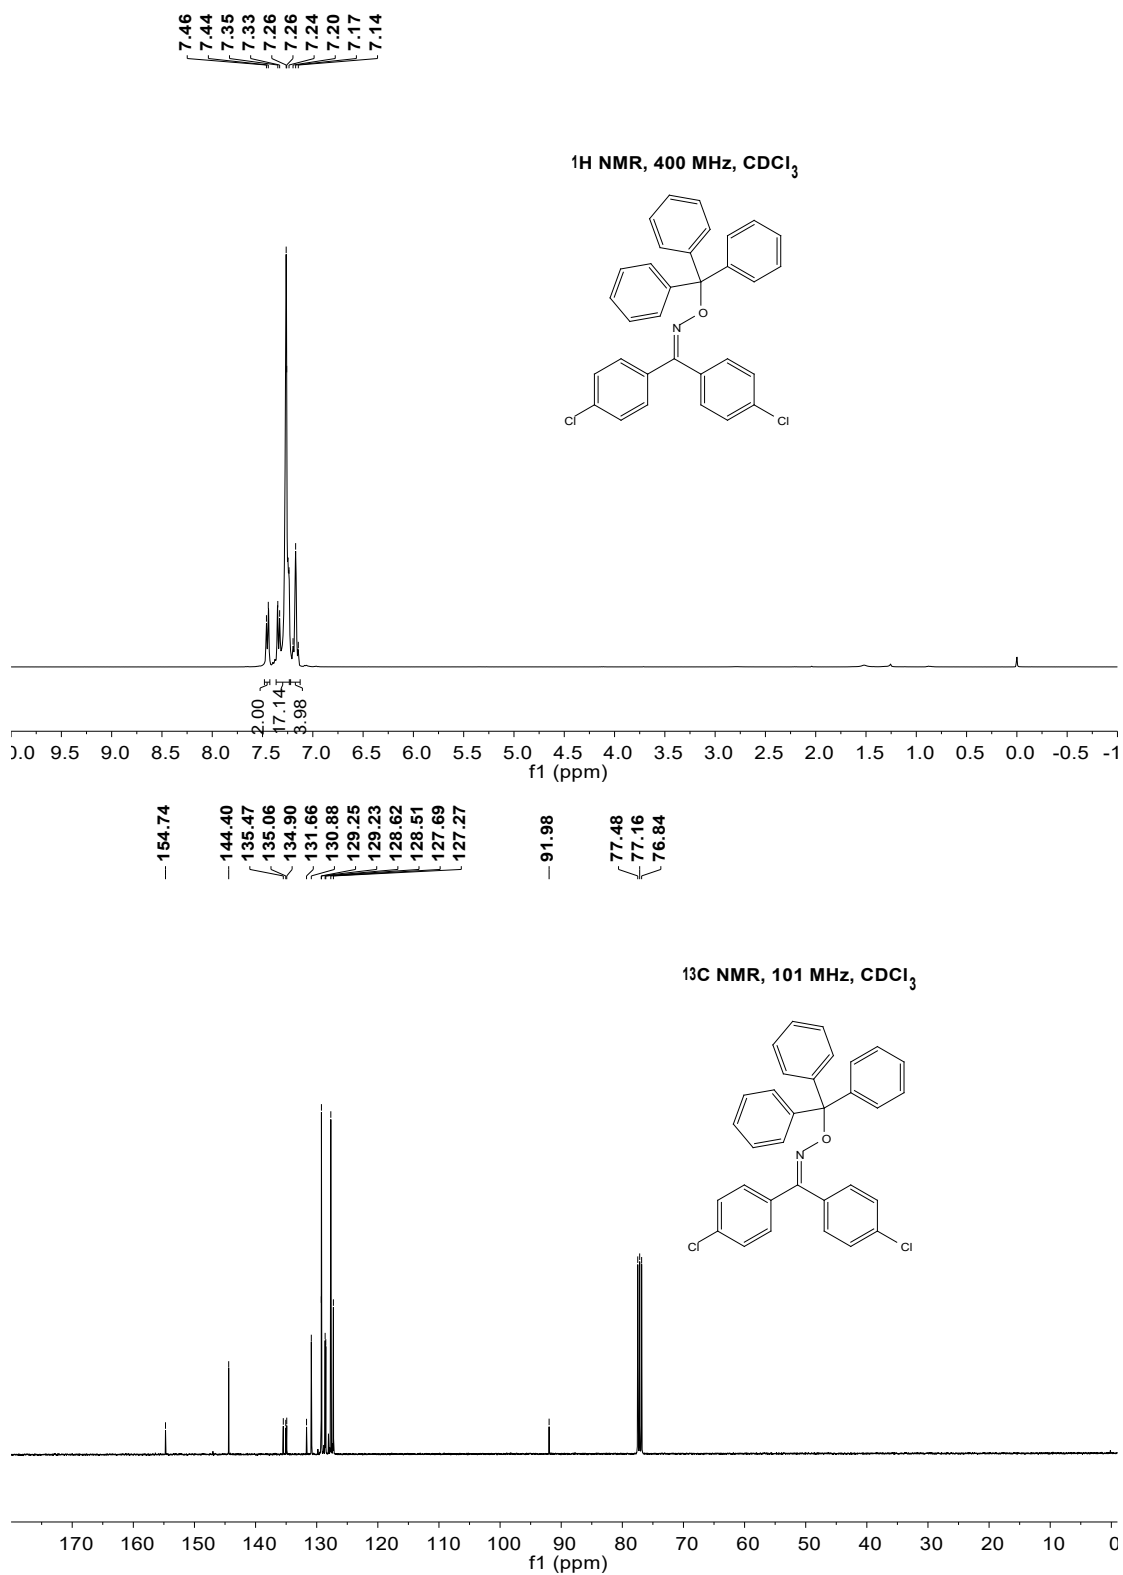 7.46
7.44
7.35
7.33
7.26
7.26
7.24
7.20
7.17
7.14
¹H NMR, 400 MHz, CDCl₃
O
N
Cl
Cl
2.00
17.14
3.98
0.0 9.5 9.0 8.5 8.0 7.5 7.0 6.5 6.0 5.5 5.0 4.5 4.0 3.5 3.0 2.5 2.0 1.5 1.0 0.5 0.0 -0.5 -1
f1 (ppm)
154.74
144.40
135.47
135.06
134.90
131.66
130.88
129.25
129.23
128.62
128.51
127.69
127.27
91.98
77.48
77.16
76.84
¹³C NMR, 101 MHz, CDCl₃
O
N
Cl
Cl
170 160 150 140 130 120 110 100 90 80 70 60 50 40 30 20 10 0
f1 (ppm)